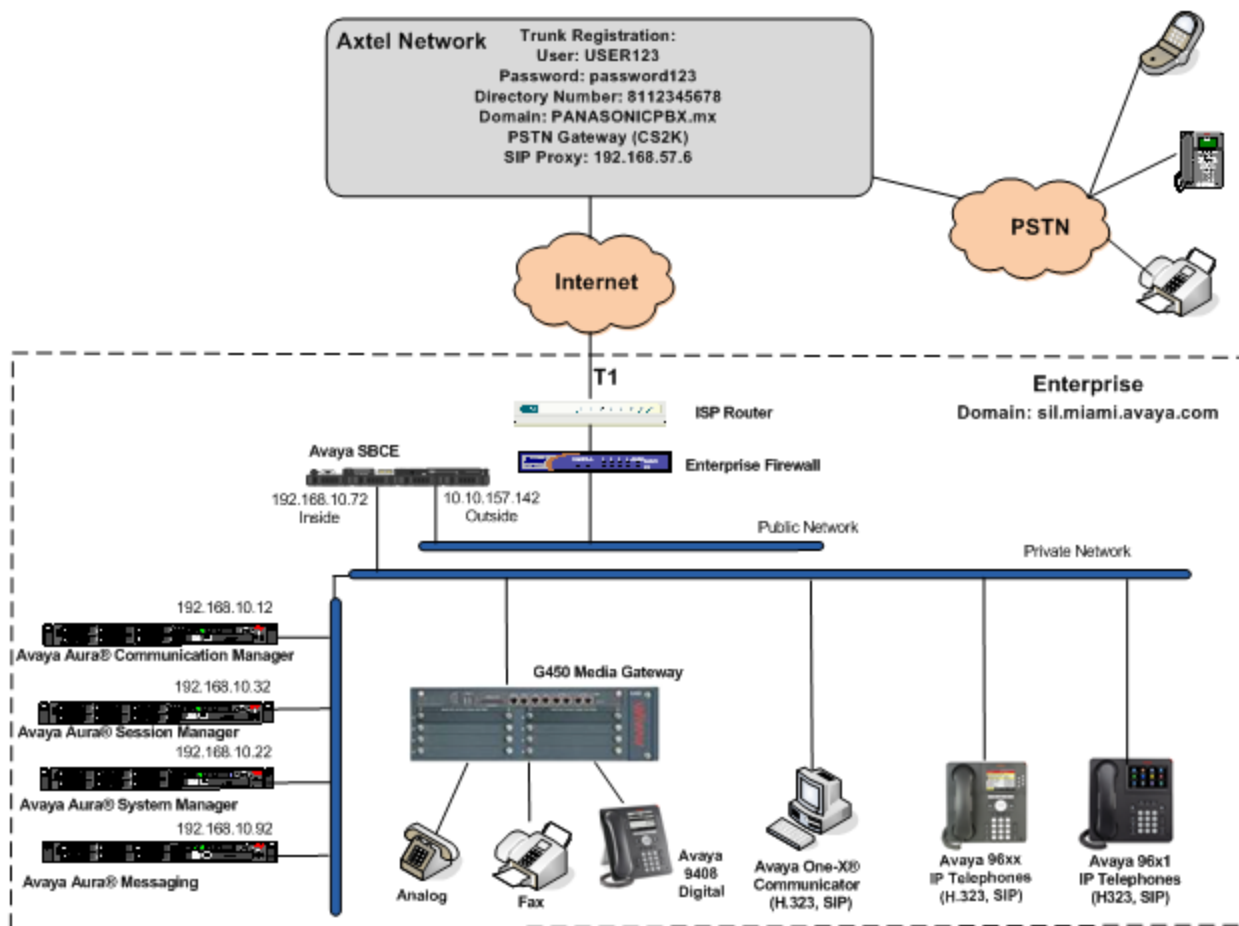 Axtel Network
Trunk Registration:
User: USER123
Password: password123
Directory Number: 8112345678
Domain: PANASONICPBX.mx
PSTN Gateway (CS2K)
SIP Proxy: 192.168.57.6
PSTN
Internet
T1
Enterprise
Domain: sil.miami.avaya.com
ISP Router
Enterprise Firewall
Avaya SBCE
192.168.10.72
Inside
10.10.157.142
Outside
Public Network
Private Network
192.168.10.12
Avaya Aura® Communication Manager
192.168.10.32
Avaya Aura® Session Manager
192.168.10.22
Avaya Aura® System Manager
192.168.10.92
Avaya Aura® Messaging
G450 Media Gateway
AVAYA
Analog
Fax
Avaya
9408
Digital
Avaya One-X®
Communicator
(H.323, SIP)
Avaya 96xx
IP Telephones
(H.323, SIP)
Avaya 96x1
IP Telephones
(H323, SIP)